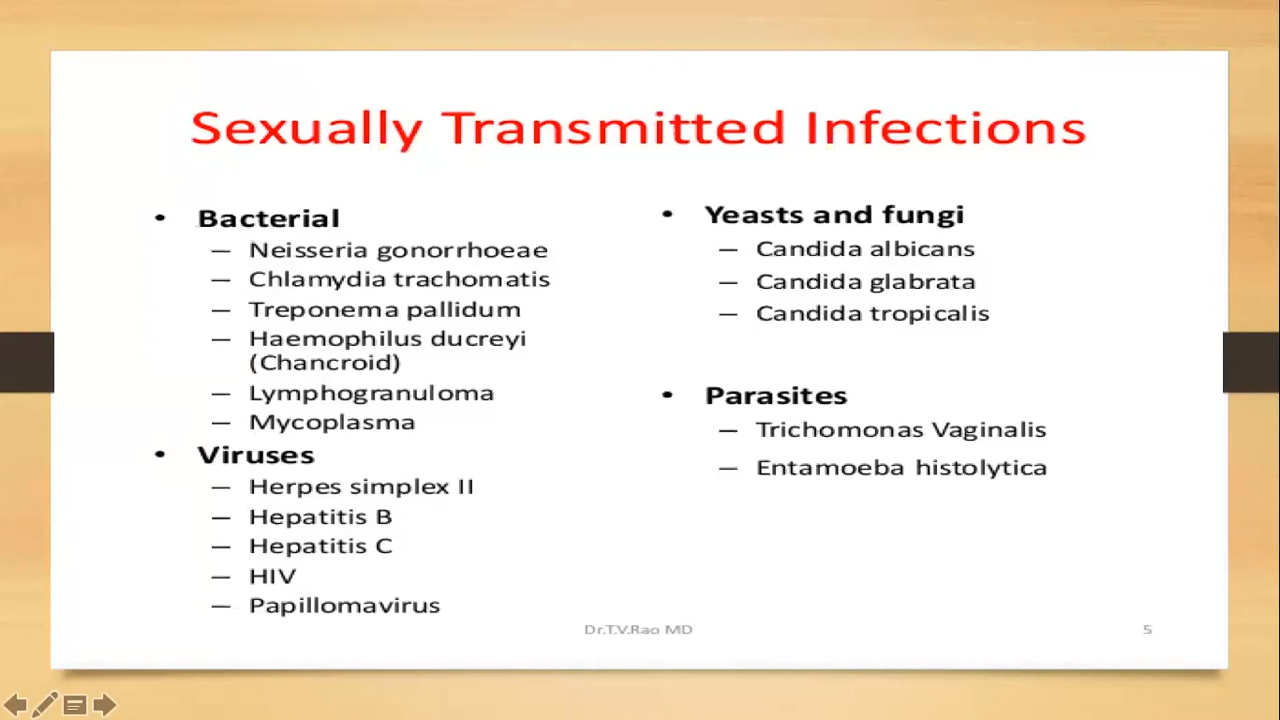 Sexually Transmitted Infections
• Bacterial
– Neisseria gonorrhoeae
– Chlamydia trachomatis
– Treponema pallidum
– Haemophilus ducreyi
(Chancroid)
– Lymphogranuloma
– Mycoplasma
• Viruses
– Herpes simplex II
– Hepatitis B
– Hepatitis C
– HIV
– Papillomavirus
• Yeasts and fungi
– Candida albicans
– Candida glabrata
– Candida tropicalis
• Parasites
– Trichomonas Vaginalis
– Entamoeba histolytica
Dr.T.V.Rao MD
5